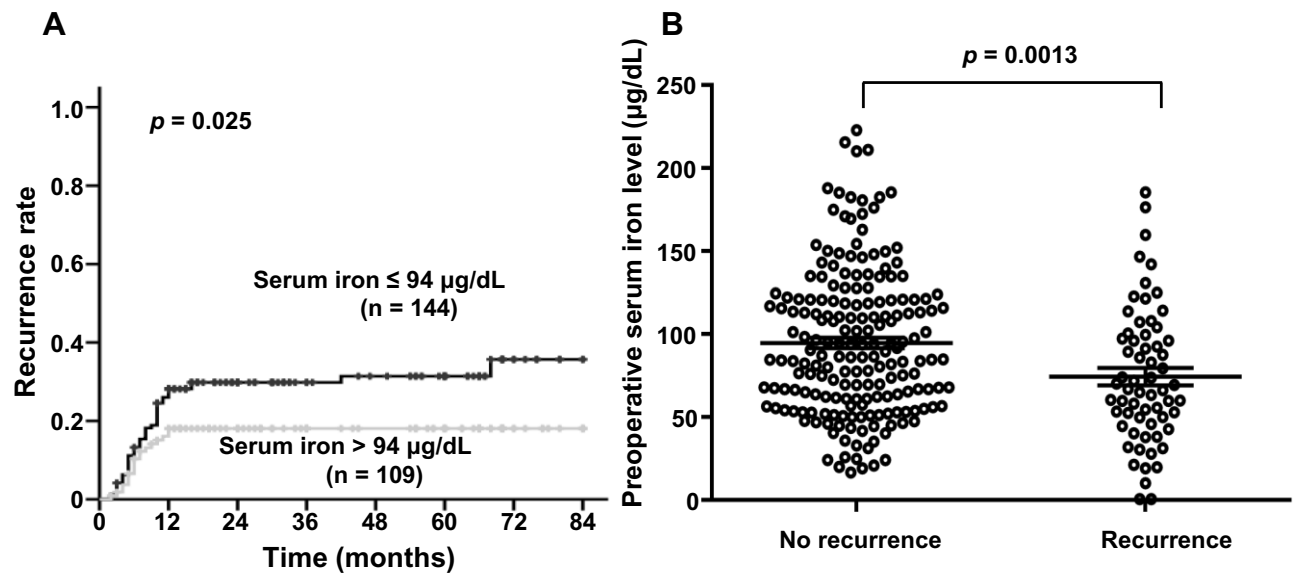 A
p = 0.025
1.0
0.8
0.6
0.4
0.2
0
Recurrence rate
Serum iron ≤ 94 μg/dL
(n = 144)
Serum iron > 94 μg/dL
(n = 109)
0 12 24 36 48 60 72 84
Time (months)
B
p = 0.0013
250
200
150
100
50
0
Preoperative serum iron level (μg/dL)
No recurrence Recurrence